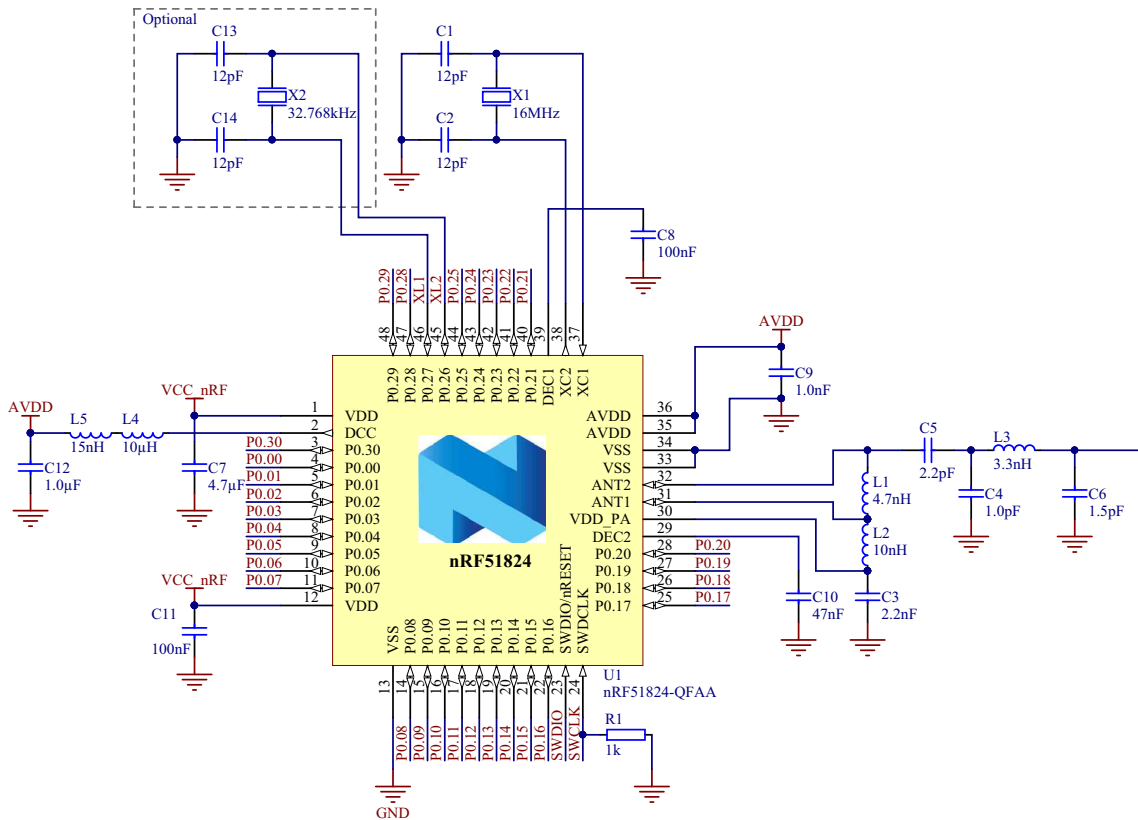 Optional
C13
12pF
X2
32.768kHz
C14
12pF
C1
12pF
X1
16MHz
C2
12pF
C8
100nF
P0.29
P0.28
XL1
XL2
P0.25
P0.24
P0.23
P0.22
P0.21
48
47
46
45
44
43
42
41
40
39
38
37
P0.29
P0.28
P0.27
P0.26
P0.25
P0.24
P0.23
P0.22
P0.21
DEC1
XC2
XC1
AVDD
C9
1.0nF
AVDD
L5
15nH
L4
10µH
C12
1.0µF
VCC_nRF
C7
4.7µF
VCC_nRF
C11
100nF
1 VDD
2 DCC
P0.30 3 P0.30
P0.00 4 P0.00
P0.01 5 P0.01
P0.02 6 P0.02
P0.03 7 P0.03
P0.04 8 P0.04
P0.05 9 P0.05
P0.06 10 P0.06
P0.07 11 P0.07
12 VDD
nRF51824
AVDD 36
AVDD 35
VSS 34
VSS 33
ANT2 32
ANT1 31
VDD_PA 30
DEC2 29
P0.20 28 P0.20
P0.19 27 P0.19
P0.18 26 P0.18
P0.17 25 P0.17
C5
2.2pF
L3
3.3nH
L1
4.7nH
C4
1.0pF
C6
1.5pF
L2
10nH
C10
47nF
C3
2.2nF
VSS
P0.08
P0.09
P0.10
P0.11
P0.12
P0.13
P0.14
P0.15
P0.16
SWDIO/nRESET
SWDCLK
U1
nRF51824-QFAA
13
14
15
16
17
18
19
20
21
22
23
24
P0.08
P0.09
P0.10
P0.11
P0.12
P0.13
P0.14
P0.15
P0.16
SWDIO
SWCLK
R1
1k
GND